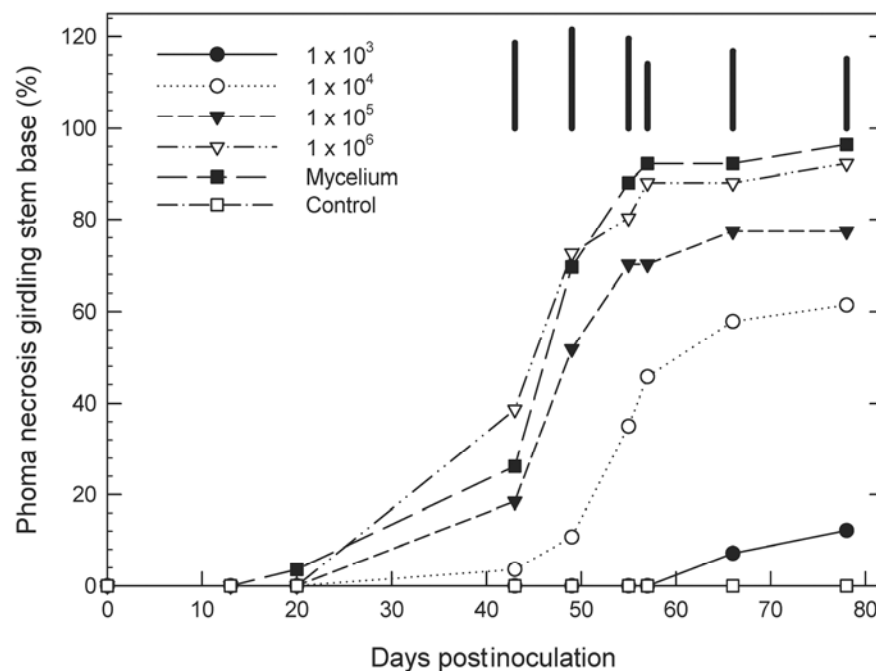 Phoma necrosis girdling stem base (%)
120
100
80
60
40
20
0
1 x 10³
1 x 10⁴
1 x 10⁵
1 x 10⁶
Mycelium
Control
0 10 20 30 40 50 60 70 80
Days postinoculation